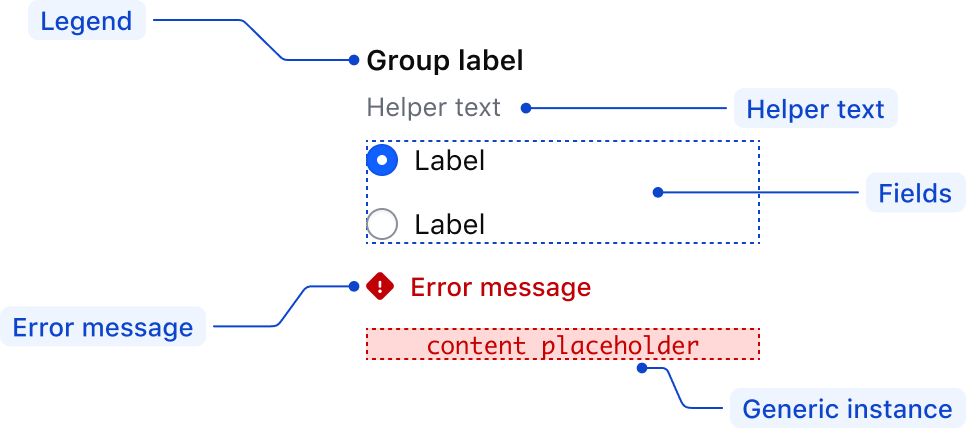 Legend
Group label
Helper text
Helper text
Label
Fields
Label
Error message
Error message
content placeholder
Generic instance